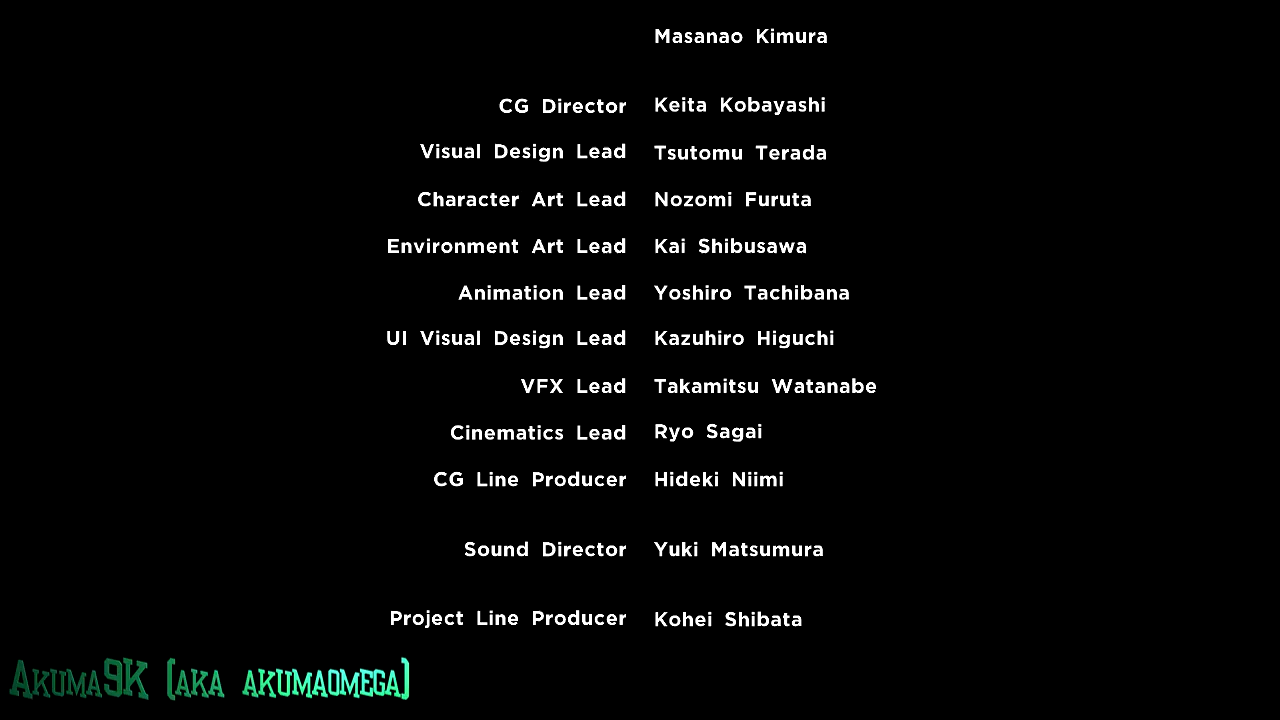 Masanao Kimura
CG Director Keita Kobayashi
Visual Design Lead Tsutomu Terada
Character Art Lead Nozomi Furuta
Environment Art Lead Kai Shibusawa
Animation Lead Yoshiro Tachibana
UI Visual Design Lead Kazuhiro Higuchi
VFX Lead Takamitsu Watanabe
Cinematics Lead Ryo Sagai
CG Line Producer Hideki Niimi
Sound Director Yuki Matsumura
Project Line Producer Kohei Shibata
Akuma9K (aka akumaomega)